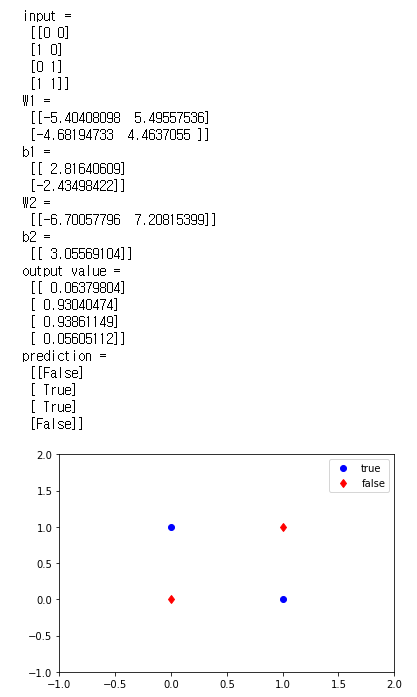 input =
[[0 0]
[1 0]
[0 1]
[1 1]]
W1 =
[[-5.40408098 5.49557536]
[-4.68194733 4.4637055 ]]
b1 =
[[ 2.81640609]
[-2.43498422]]
W2 =
[[-6.70057796 7.20815399]]
b2 =
[[ 3.05569104]]
output value =
[[ 0.06379804]
[ 0.93040474]
[ 0.93861149]
[ 0.05605112]]
prediction =
[[False]
[ True]
[ True]
[False]]
2.0
true
false
1.5
1.0
0.5
0.0
−0.5
−1.0
−1.0 −0.5 0.0 0.5 1.0 1.5 2.0